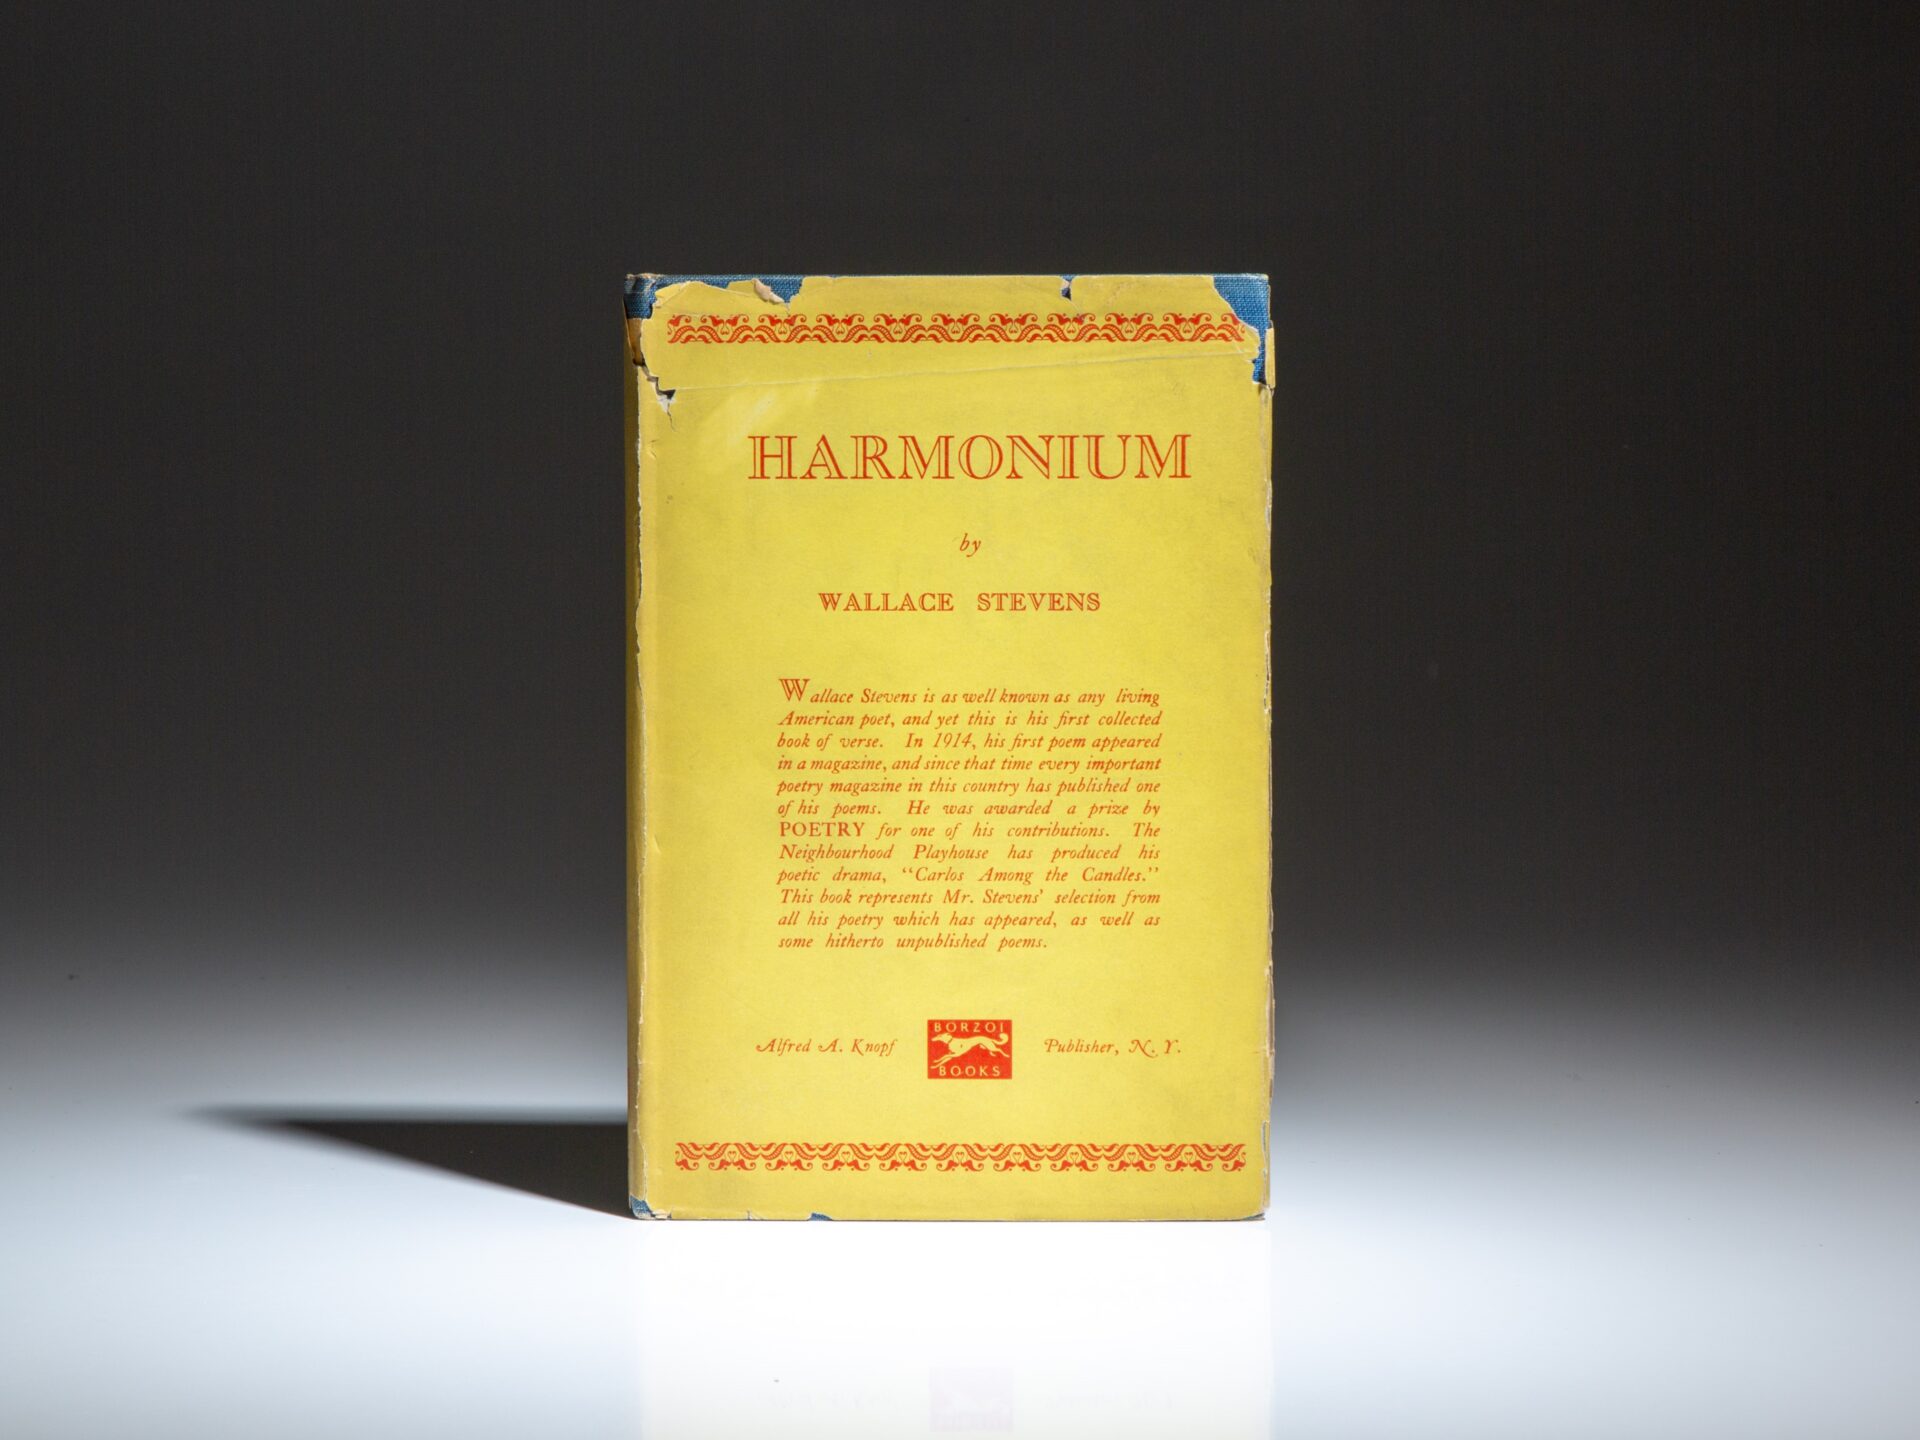 HARMONIUM
by
WALLACE STEVENS
Wallace Stevens is as well known as any living
American poet, and yet this is his first collected
book of verse. In 1914, his first poem appeared
in a magazine, and since that time every important
poetry magazine in this country has published one
of his poems. He was awarded a prize by
POETRY for one of his contributions. The
Neighbourhood Playhouse has produced his
poetic drama, "Carlos Among the Candles."
This book represents Mr. Stevens' selection from
all his poetry which has appeared, as well as
some hitherto unpublished poems.
Alfred A. Knopf
BORZOI
BOOKS
Publisher, N. Y.